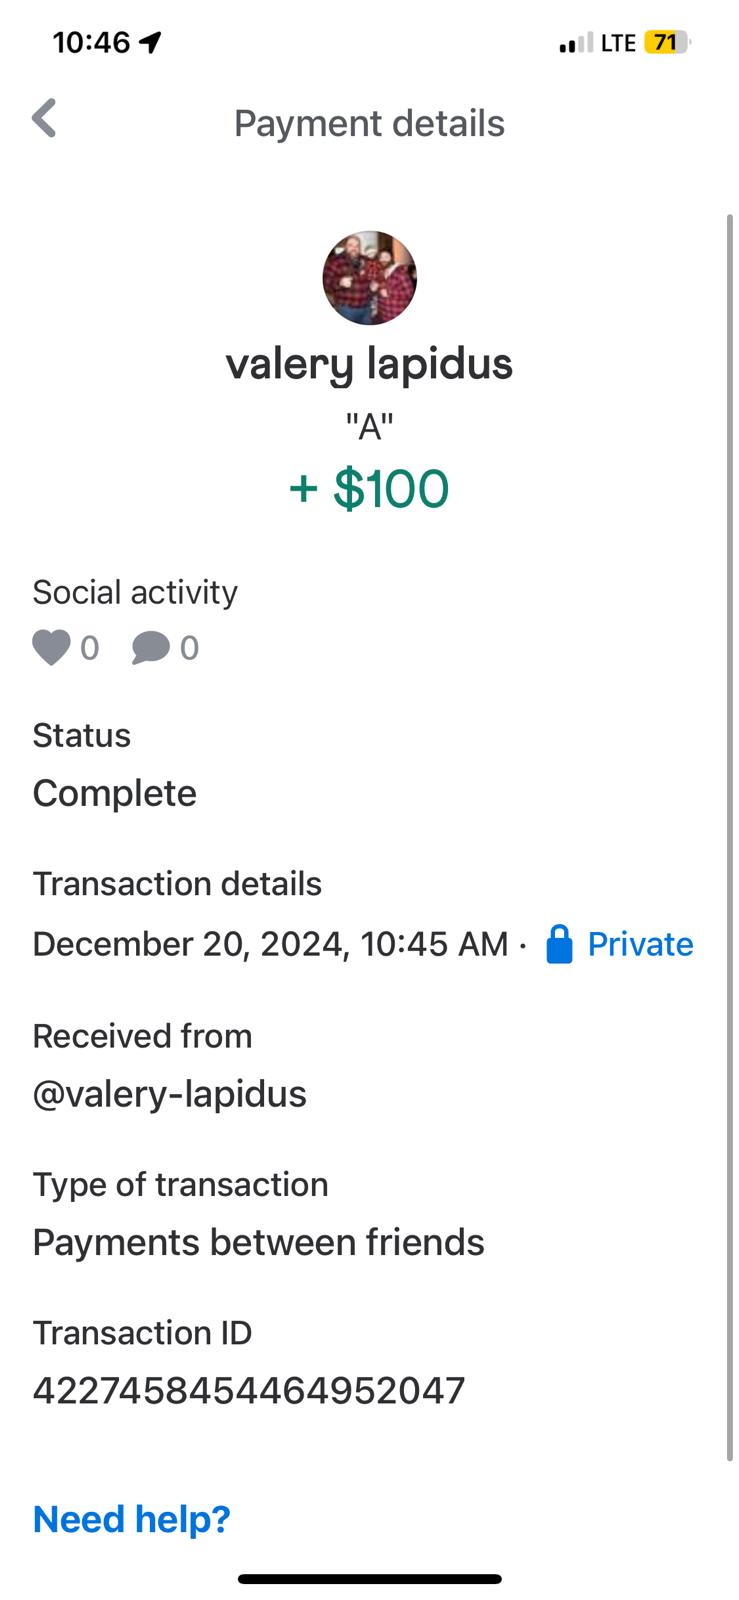 10:46 LTE 71
Payment details
valery lapidus
"A"
+ $100
Social activity
0 0
Status
Complete
Transaction details
December 20, 2024, 10:45 AM · Private
Received from
@valery-lapidus
Type of transaction
Payments between friends
Transaction ID
4227458454464952047
Need help?